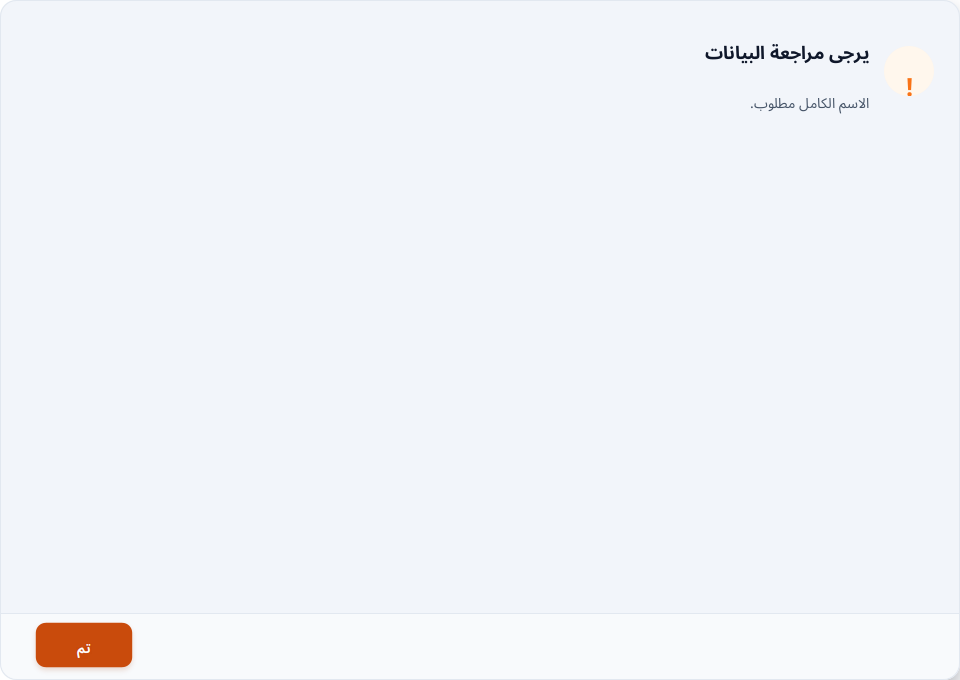 يرجى مراجعة البيانات
!
الاسم الكامل مطلوب.
تم